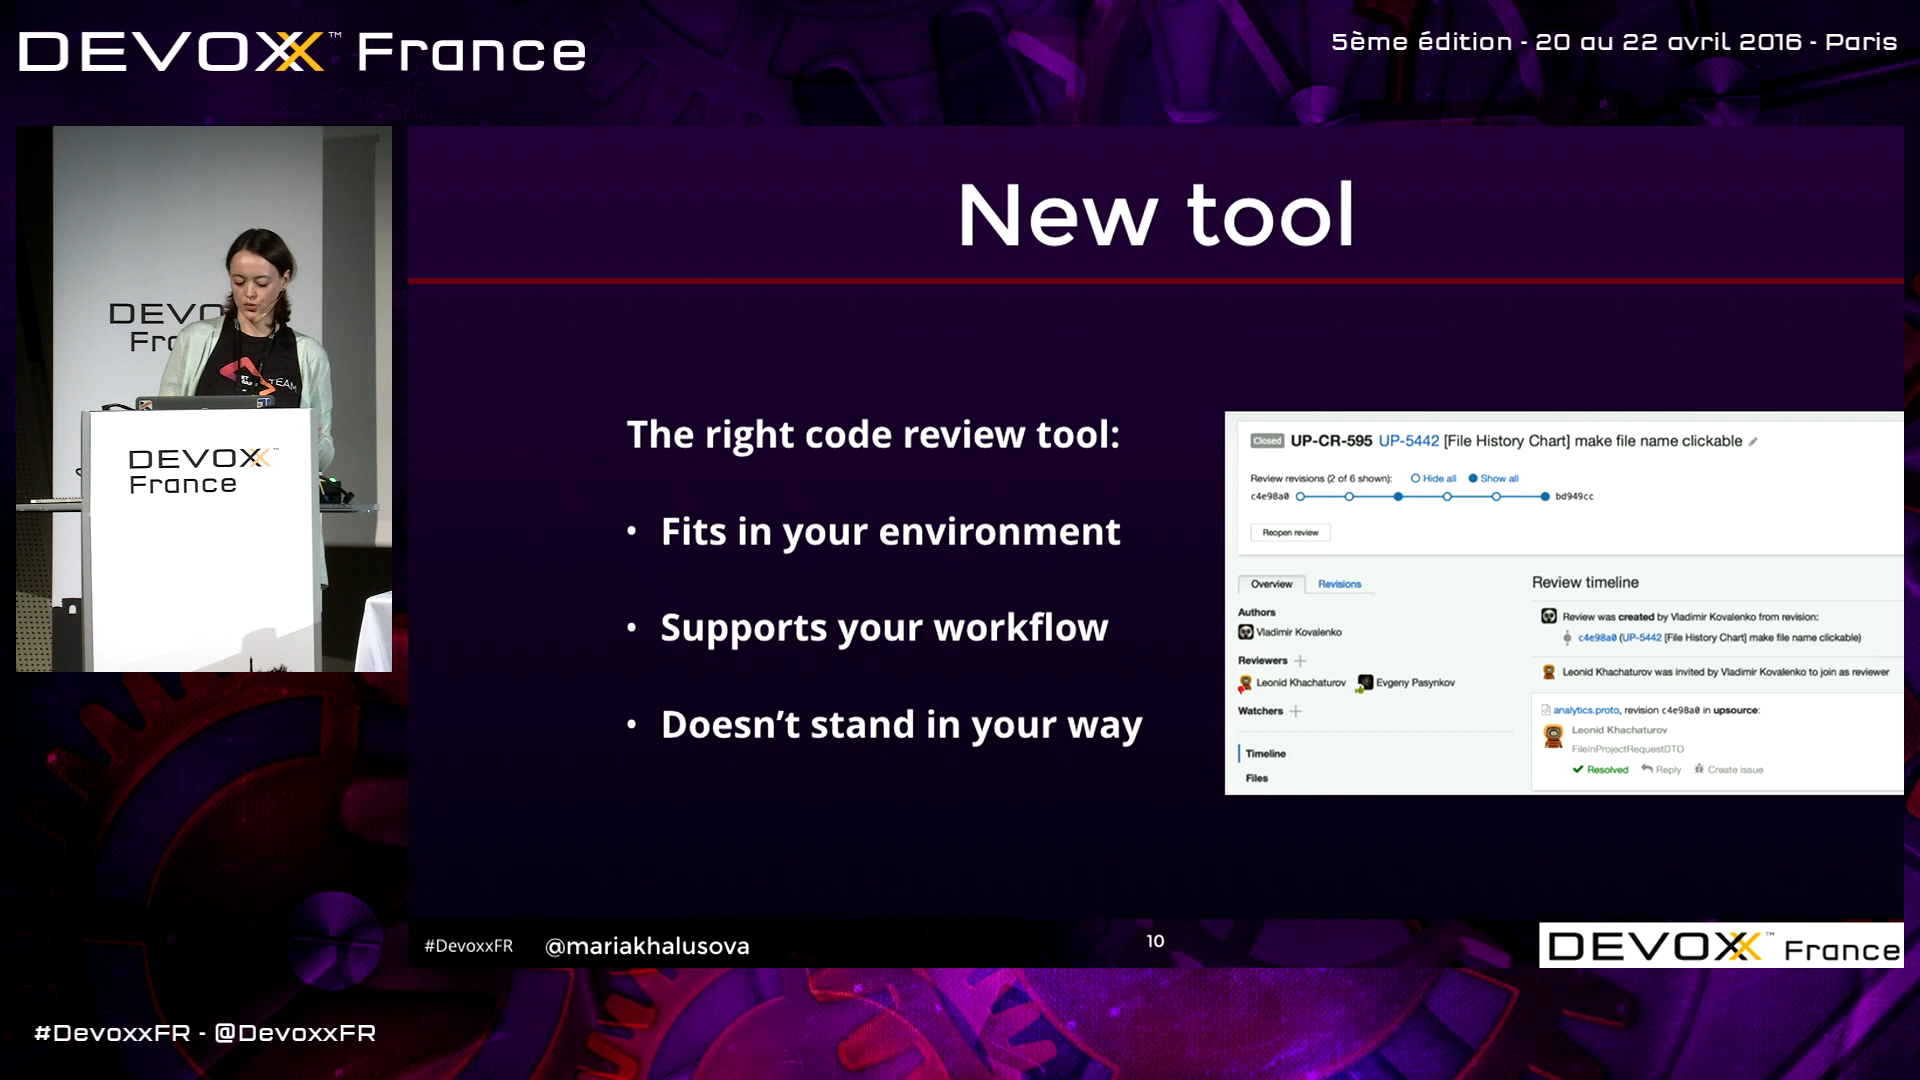 DEVOXX™ France
5ème édition - 20 au 22 avril 2016 - Paris
DEVO
Fra
TEAM
DEVOXX™
France
New tool
The right code review tool:
• Fits in your environment
• Supports your workflow
• Doesn’t stand in your way
Closed UP-CR-595 UP-5442 [File History Chart] make file name clickable
Review revisions (2 of 6 shown): Hide all Show all
c4e98a0 bd949cc
Reopen review
Overview Revisions
Authors
Vladimir Kovalenko
Reviewers
Leonid Khachaturov Evgeny Pasynkov
Watchers
Timeline
Files
Review timeline
Review was created by Vladimir Kovalenko from revision:
c4e98a0 (UP-5442 [File History Chart] make file name clickable)
Leonid Khachaturov was invited by Vladimir Kovalenko to join as reviewer
analytics.proto, revision c4e98a0 in upsource:
Leonid Khachaturov
FileInProjectRequestDTO
Resolved Reply Create issue
#DevoxxFR @mariakhalusova 10 DEVOXX™ France
#DevoxxFR - @DevoxxFR